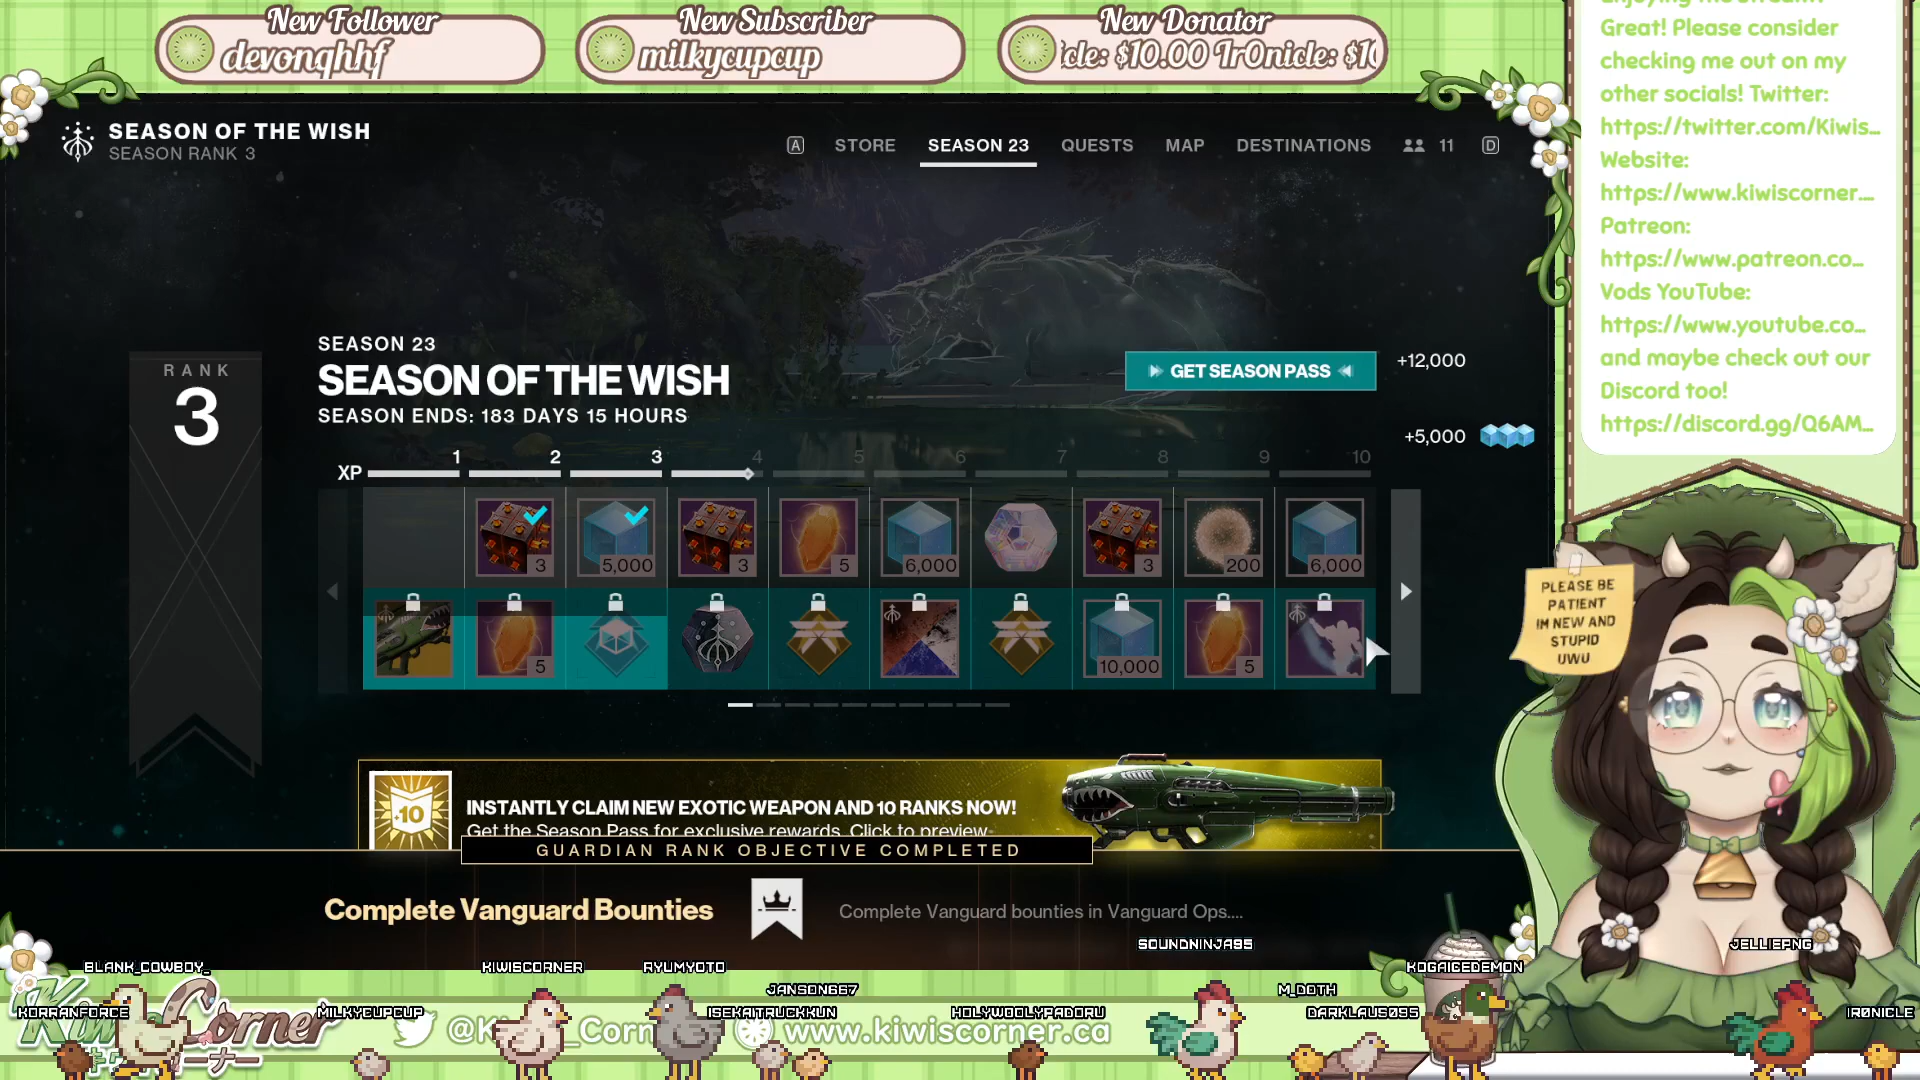 New Follower
devonqhhf
New Subscriber
milkycupcup
New Donator
icle: $10.00 Ir0nicle: $1
Great! Please consider
checking me out on my
other socials! Twitter:
https://twitter.com/Kiwis...
Website:
https://www.kiwiscorner....
Patreon:
https://www.patreon.co...
Vods YouTube:
https://www.youtube.co...
and maybe check out our
Discord too!
https://discord.gg/Q6AM...
SEASON OF THE WISH
SEASON RANK 3
A
STORE
SEASON 23
QUESTS
MAP
DESTINATIONS
11
D
RANK
3
SEASON 23
SEASON OF THE WISH
SEASON ENDS: 183 DAYS 15 HOURS
GET SEASON PASS
+12,000
+5,000
XP
1 2 3 4 5 6 7 8 9 10
3 5,000 3 5 6,000 3 200 6,000
5 10,000 5
+10
INSTANTLY CLAIM NEW EXOTIC WEAPON AND 10 RANKS NOW!
Get the Season Pass for exclusive rewards. Click to preview
GUARDIAN RANK OBJECTIVE COMPLETED
Complete Vanguard Bounties
Complete Vanguard bounties in Vanguard Ops....
PLEASE BE
PATIENT
IM NEW AND
STUPID
UWU
SOUNDNINJA95
JELLIEPNG
BLANK_COWBOY_
KIWISCORNER
RYUMYOTO
KOGAICEDEMON
JANSON667
M_DOTH
KORRANFORCE
MILKYCUPCUP
ISEKAITRUCKKUN
HOLYWOOLYPADORU
DARKLAUS095
IR0NICLE
Corner
www.kiwiscorner.ca